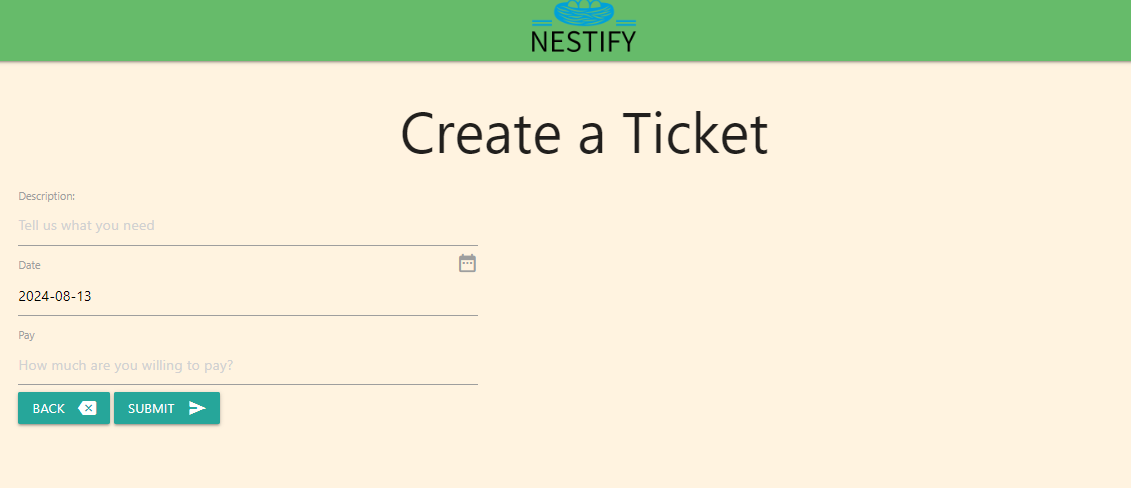 NESTIFY
Create a Ticket
Description:
Tell us what you need
Date
2024-08-13
Pay
How much are you willing to pay?
BACK SUBMIT